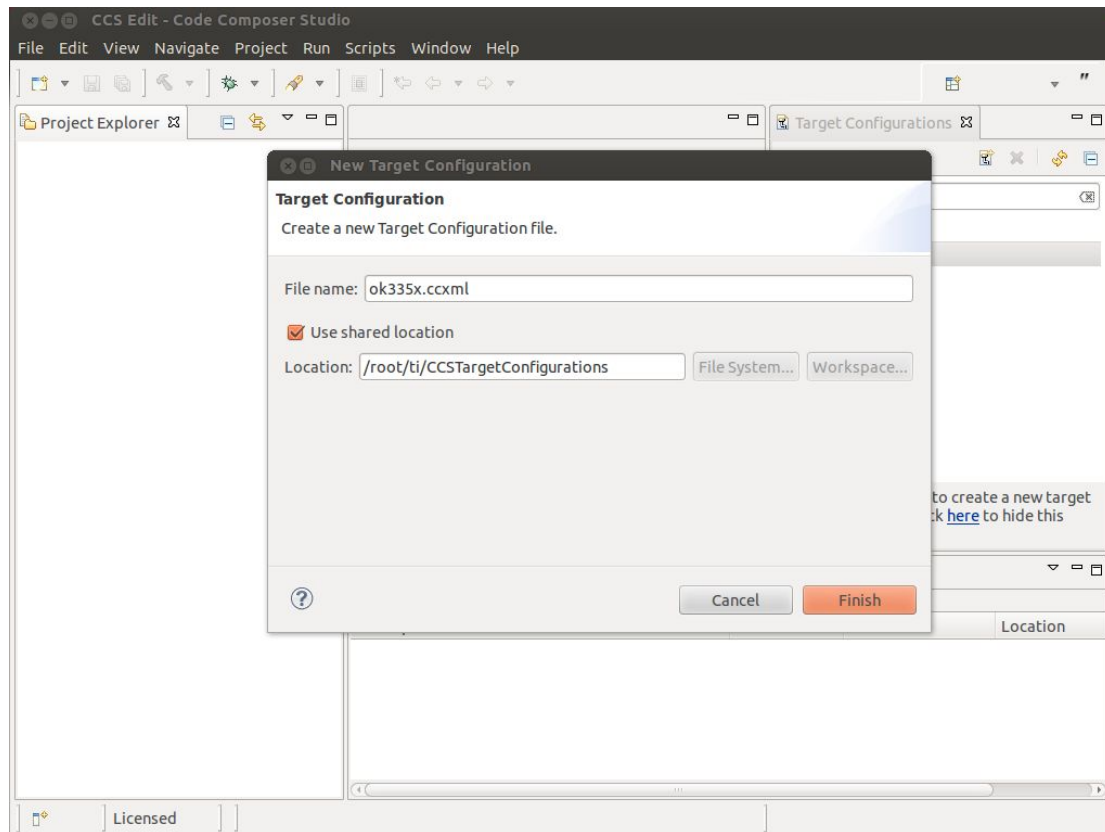 CCS Edit - Code Composer Studio
File Edit View Navigate Project Run Scripts Window Help
"
Project Explorer
Target Configurations
New Target Configuration
Target Configuration
Create a new Target Configuration file.
File name: ok335x.ccxml
Use shared location
Location: /root/ti/CCSTargetConfigurations File System... Workspace...
to create a new target
here to hide this
Cancel Finish
Location
Licensed